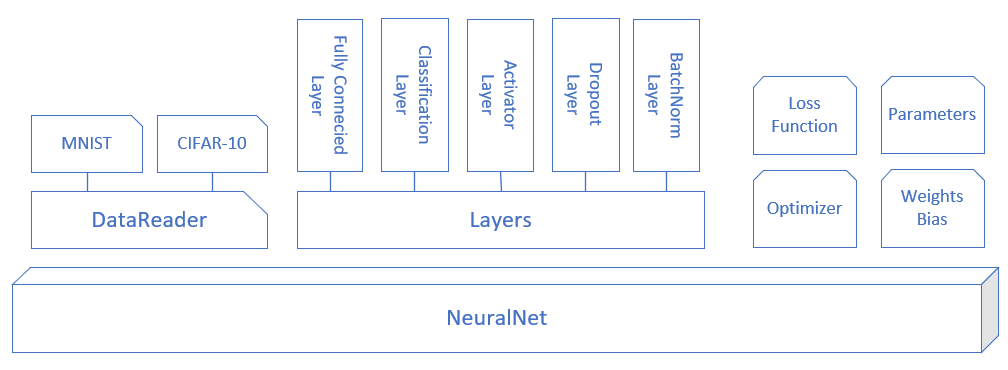 Fully Connecied
Layer
Classification
Layer
Activator
Layer
Dropout
Layer
BatchNorm
Layer
MNIST
CIFAR-10
DataReader
Layers
Loss
Function
Parameters
Optimizer
Weights
Bias
NeuralNet